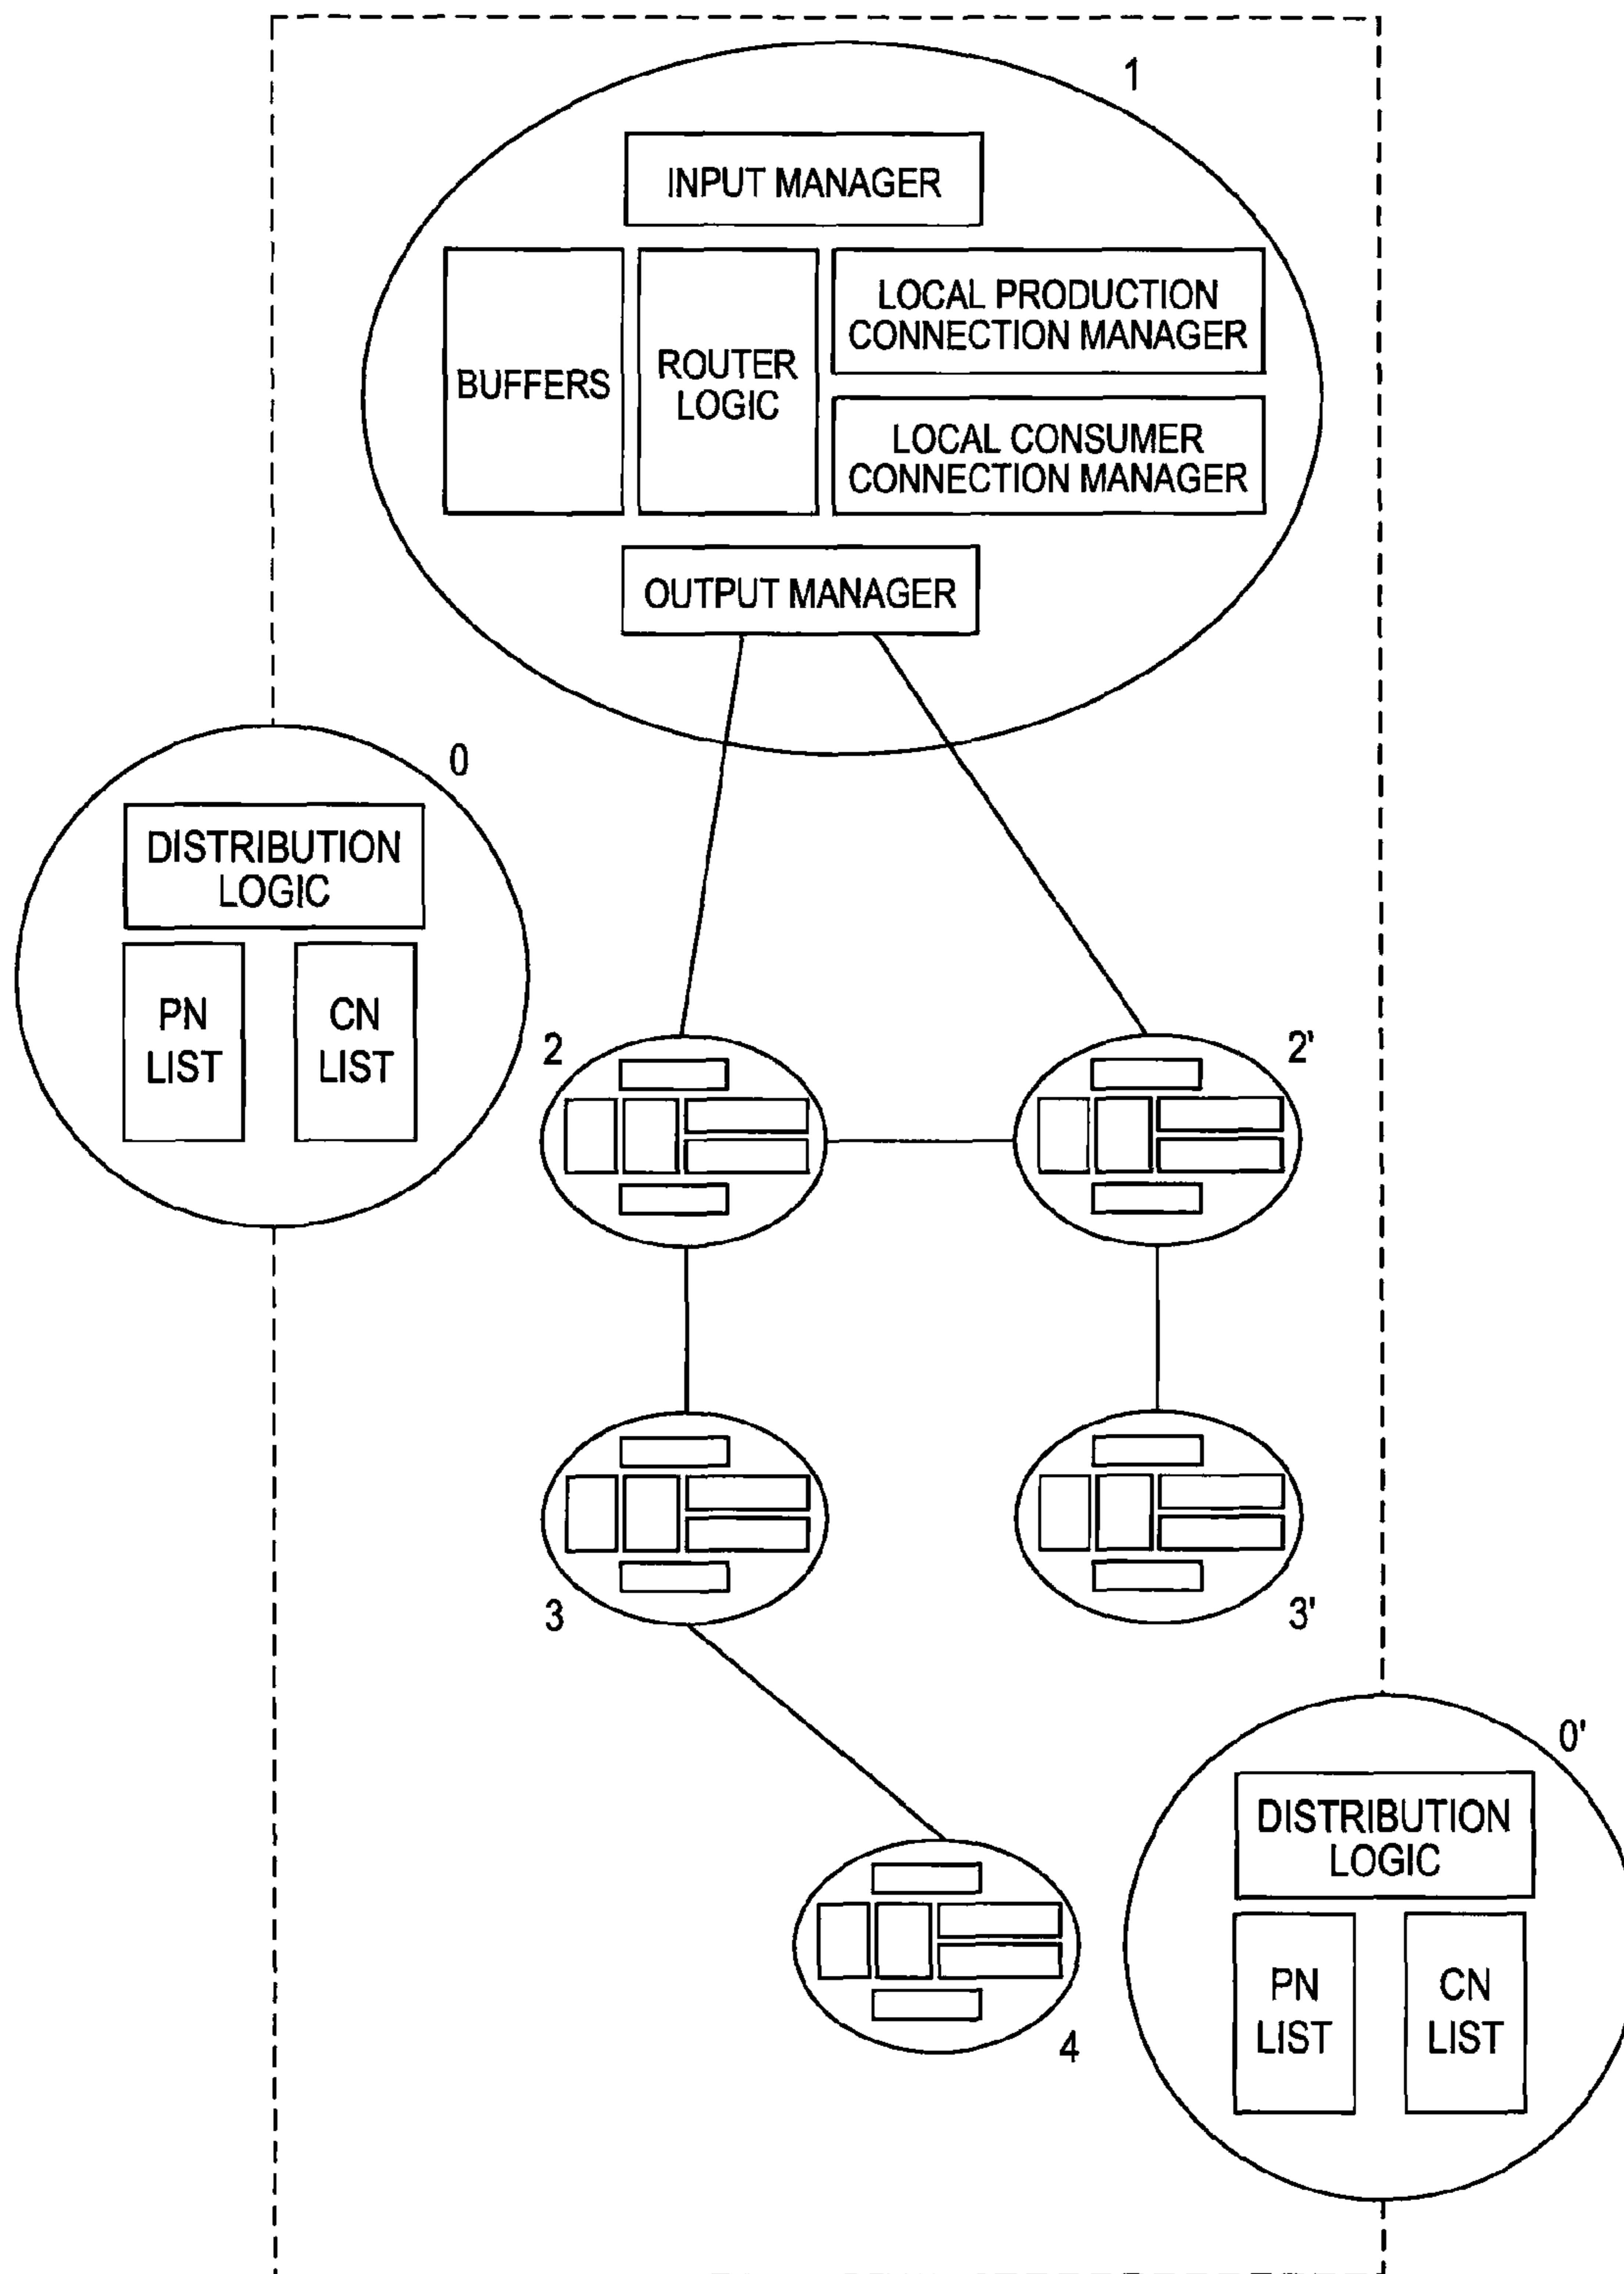 1
INPUT MANAGER
BUFFERS
ROUTER
LOGIC
LOCAL PRODUCTION
CONNECTION MANAGER
LOCAL CONSUMER
CONNECTION MANAGER
OUTPUT MANAGER
0
DISTRIBUTION
LOGIC
PN
LIST
CN
LIST
2
2'
3
3'
0'
DISTRIBUTION
LOGIC
PN
LIST
CN
LIST
4